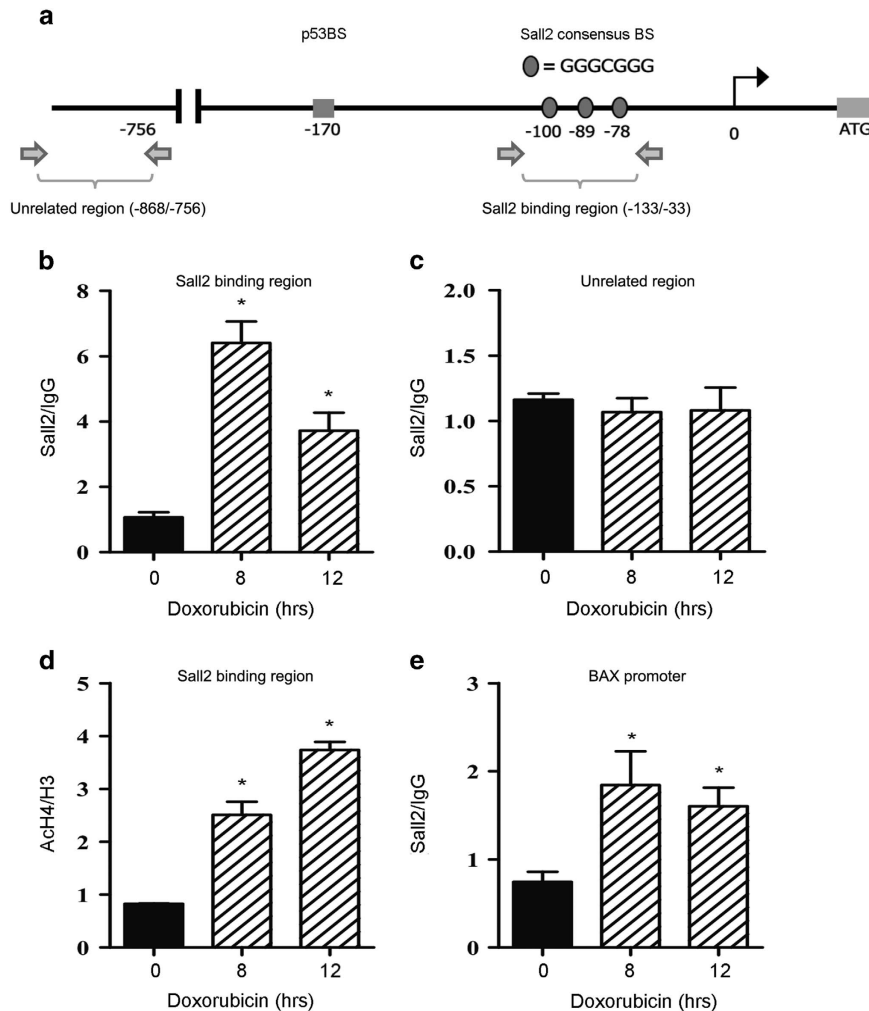 a
p53BS
Sall2 consensus BS
= GGGCGGG
-756
-170
-100
-89
-78
0
ATG
Unrelated region (-868/-756)
Sall2 binding region (-133/-33)
b
Sall2 binding region
*
*
8
6
4
2
0
Sall2/IgG
0
8
12
Doxorubicin (hrs)
c
Unrelated region
2.0
1.5
1.0
0.5
0.0
Sall2/IgG
0
8
12
Doxorubicin (hrs)
d
Sall2 binding region
*
*
5
4
3
2
1
0
AcH4/H3
0
8
12
Doxorubicin (hrs)
e
BAX promoter
*
*
3
2
1
0
Sall2/IgG
0
8
12
Doxorubicin (hrs)